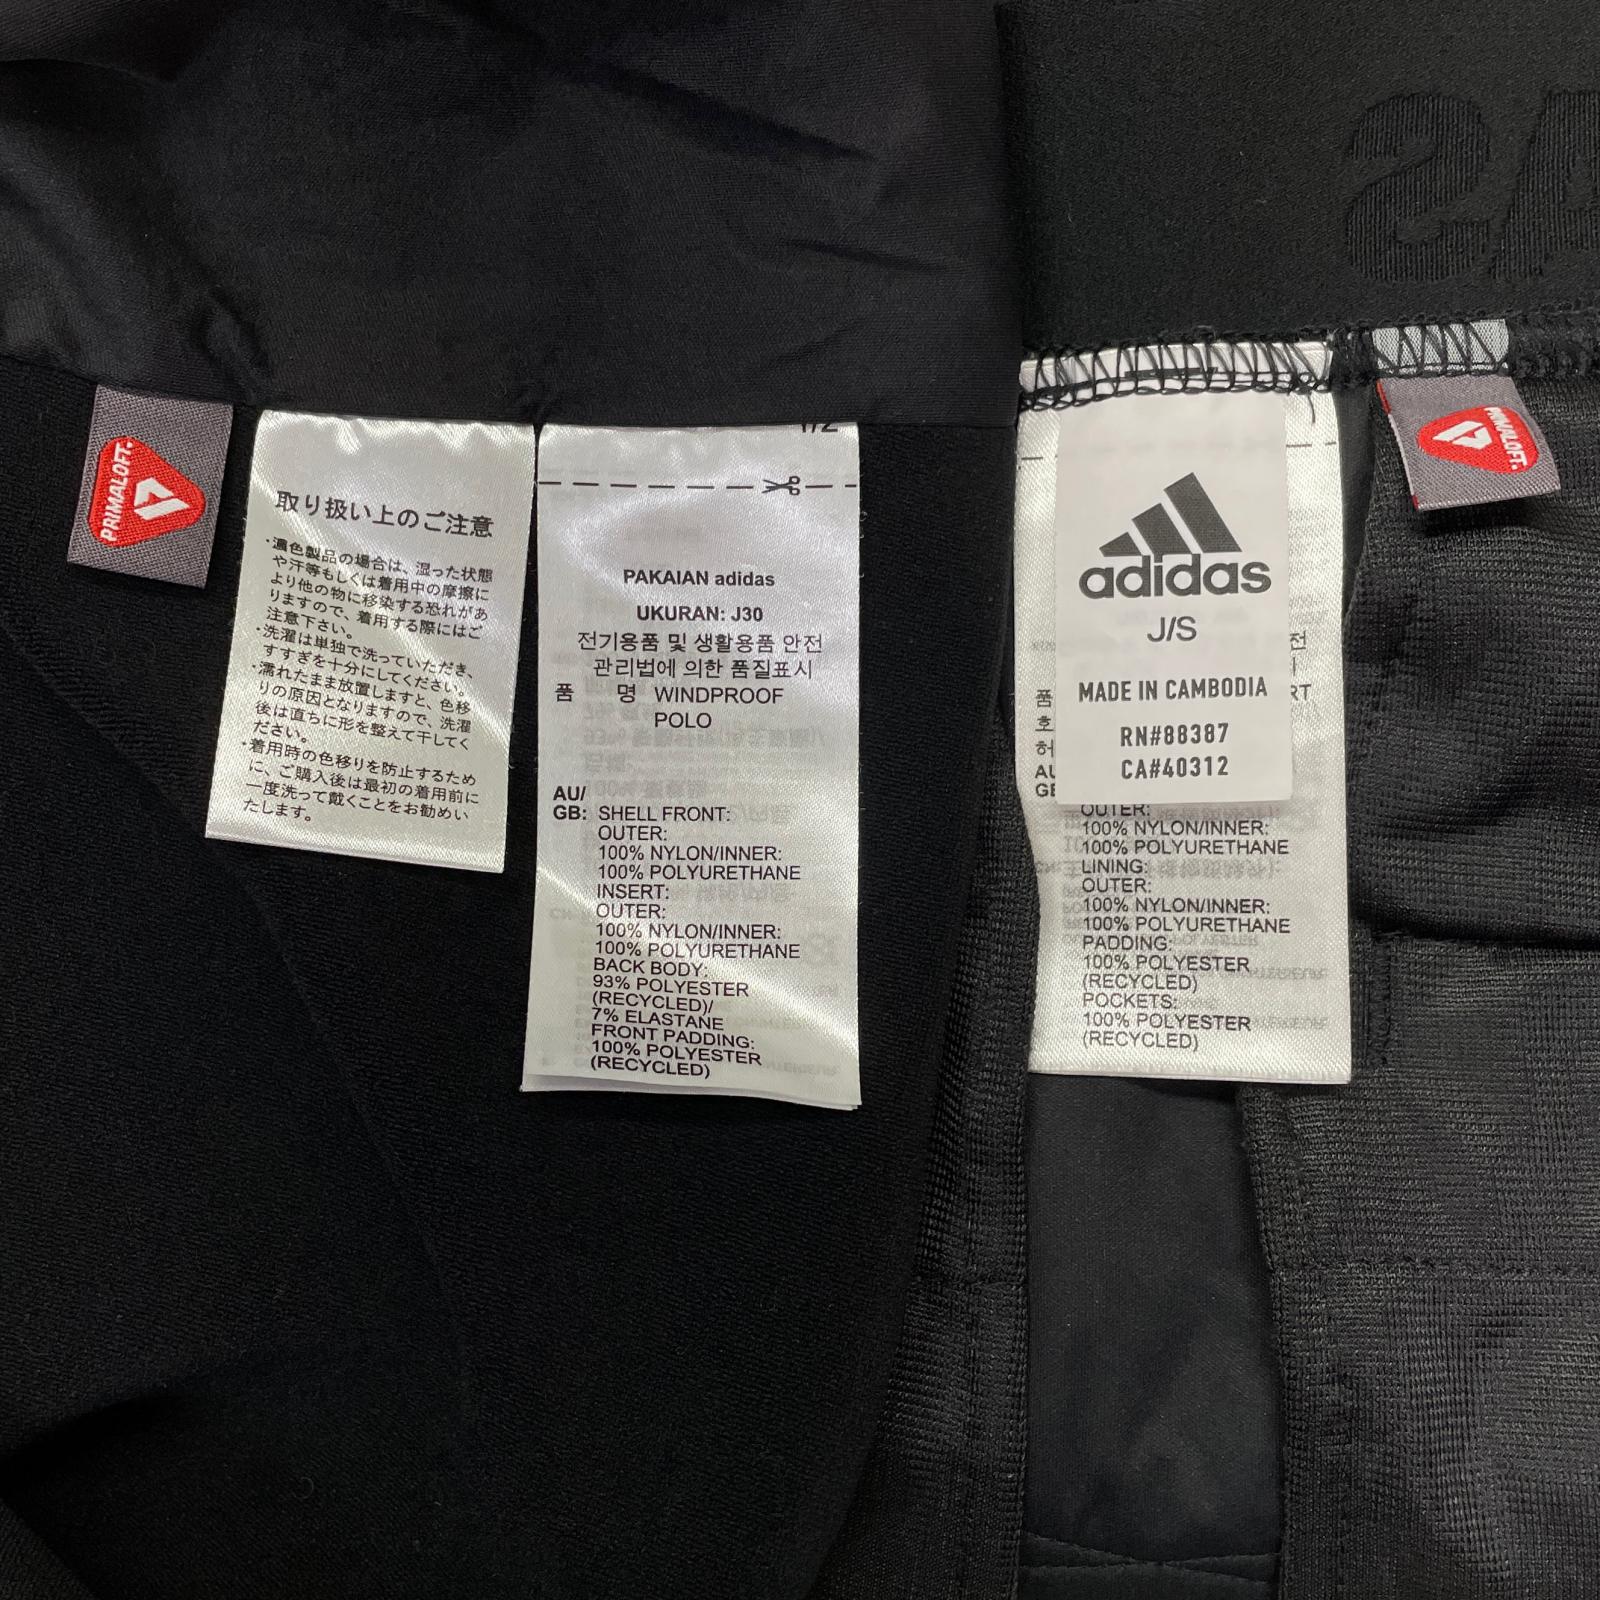 PRIMALOFT.
取り扱い上のご注意
・濃色製品の場合は、湿った状態
や汗等もしくは着用中の摩擦に
より他の物に移染する恐れがあ
りますので、着用する際にはご
注意下さい。
・洗濯は単独で洗っていただき、
すすぎを十分にしてください。
・濡れたまま放置しますと、色移
りの原因となりますので、洗濯
後は直ちに形を整えて干してく
ださい。
・着用時の色移りを防止するため
に、ご購入後は最初の着用前に
一度洗って戴くことをお勧めい
たします。
1/2
PAKAIAN adidas
UKURAN: J30
전기용품 및 생활용품 안전
관리법에 의한 품질표시
品 명 WINDPROOF
POLO
AU/
GB: SHELL FRONT:
OUTER:
100% NYLON/INNER:
100% POLYURETHANE
INSERT:
OUTER:
100% NYLON/INNER:
100% POLYURETHANE
BACK BODY:
93% POLYESTER
(RECYCLED)/
7% ELASTANE
FRONT PADDING:
100% POLYESTER
(RECYCLED)
adidas
J/S
MADE IN CAMBODIA
RN#88387
CA#40312
OUTER:
100% NYLON/INNER:
100% POLYURETHANE
LINING:
OUTER:
100% NYLON/INNER:
100% POLYURETHANE
PADDING:
100% POLYESTER
(RECYCLED)
POCKETS:
100% POLYESTER
(RECYCLED)
PRIMALOFT.